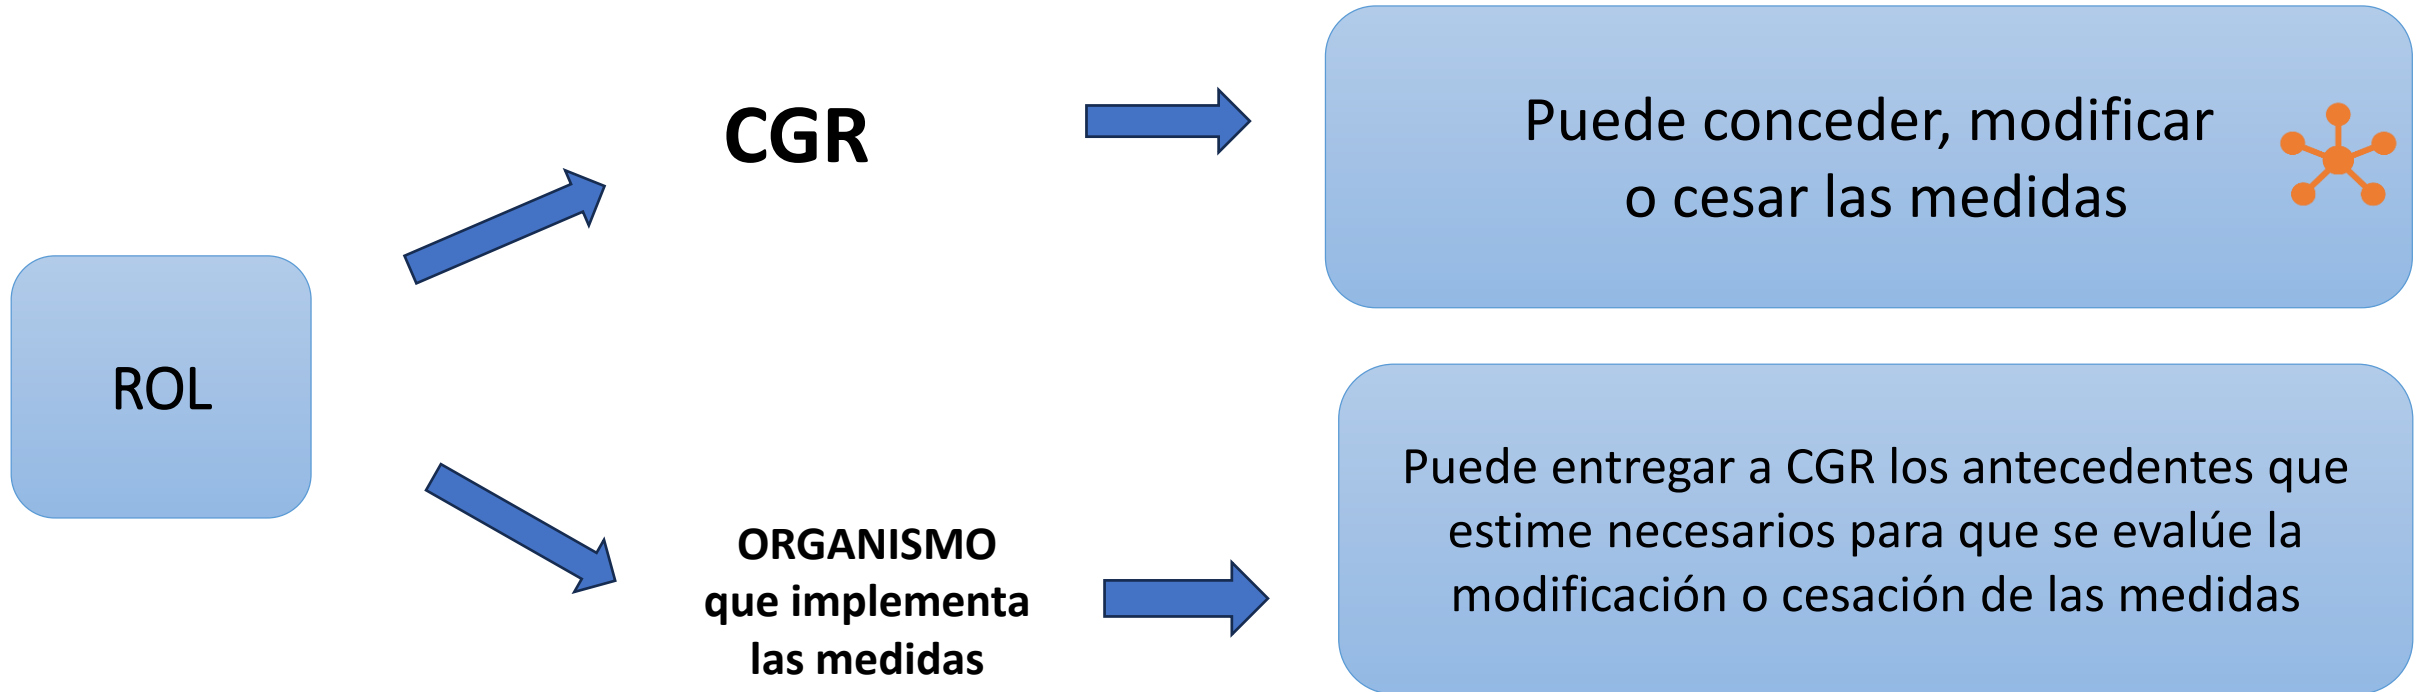 ROL
CGR
Puede conceder, modificar
o cesar las medidas
ORGANISMO
que implementa
las medidas
Puede entregar a CGR los antecedentes que
estime necesarios para que se evalúe la
modificación o cesación de las medidas